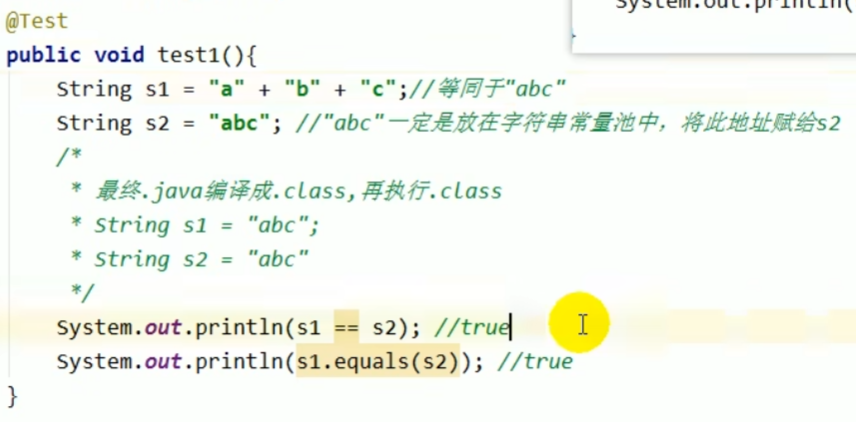 System.out.println(
@Test
public void test1(){
String s1 = "a" + "b" + "c";//等同于"abc"
String s2 = "abc"; //"abc"一定是放在字符串常量池中，将此地址赋给s2
/*
* 最终.java编译成.class,再执行.class
* String s1 = "abc";
* String s2 = "abc"
*/
System.out.println(s1 == s2); //true
System.out.println(s1.equals(s2)); //true
}